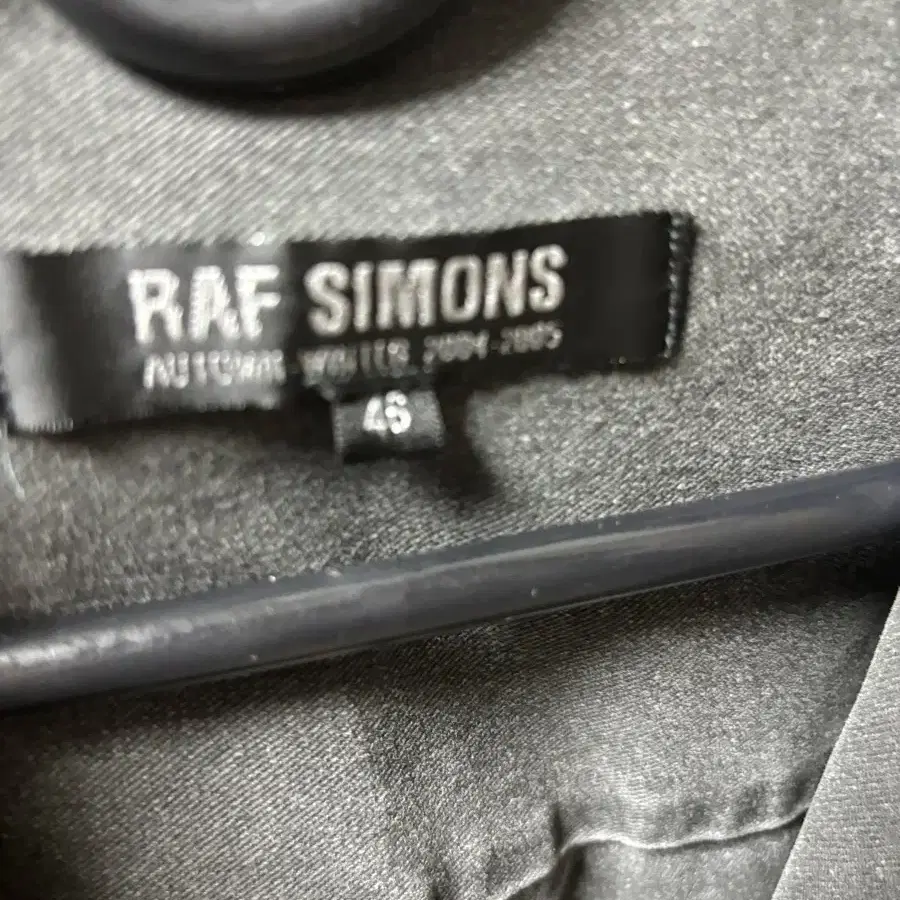 RAF SIMONS
AUTUMN-WINTER 2004-2005
46